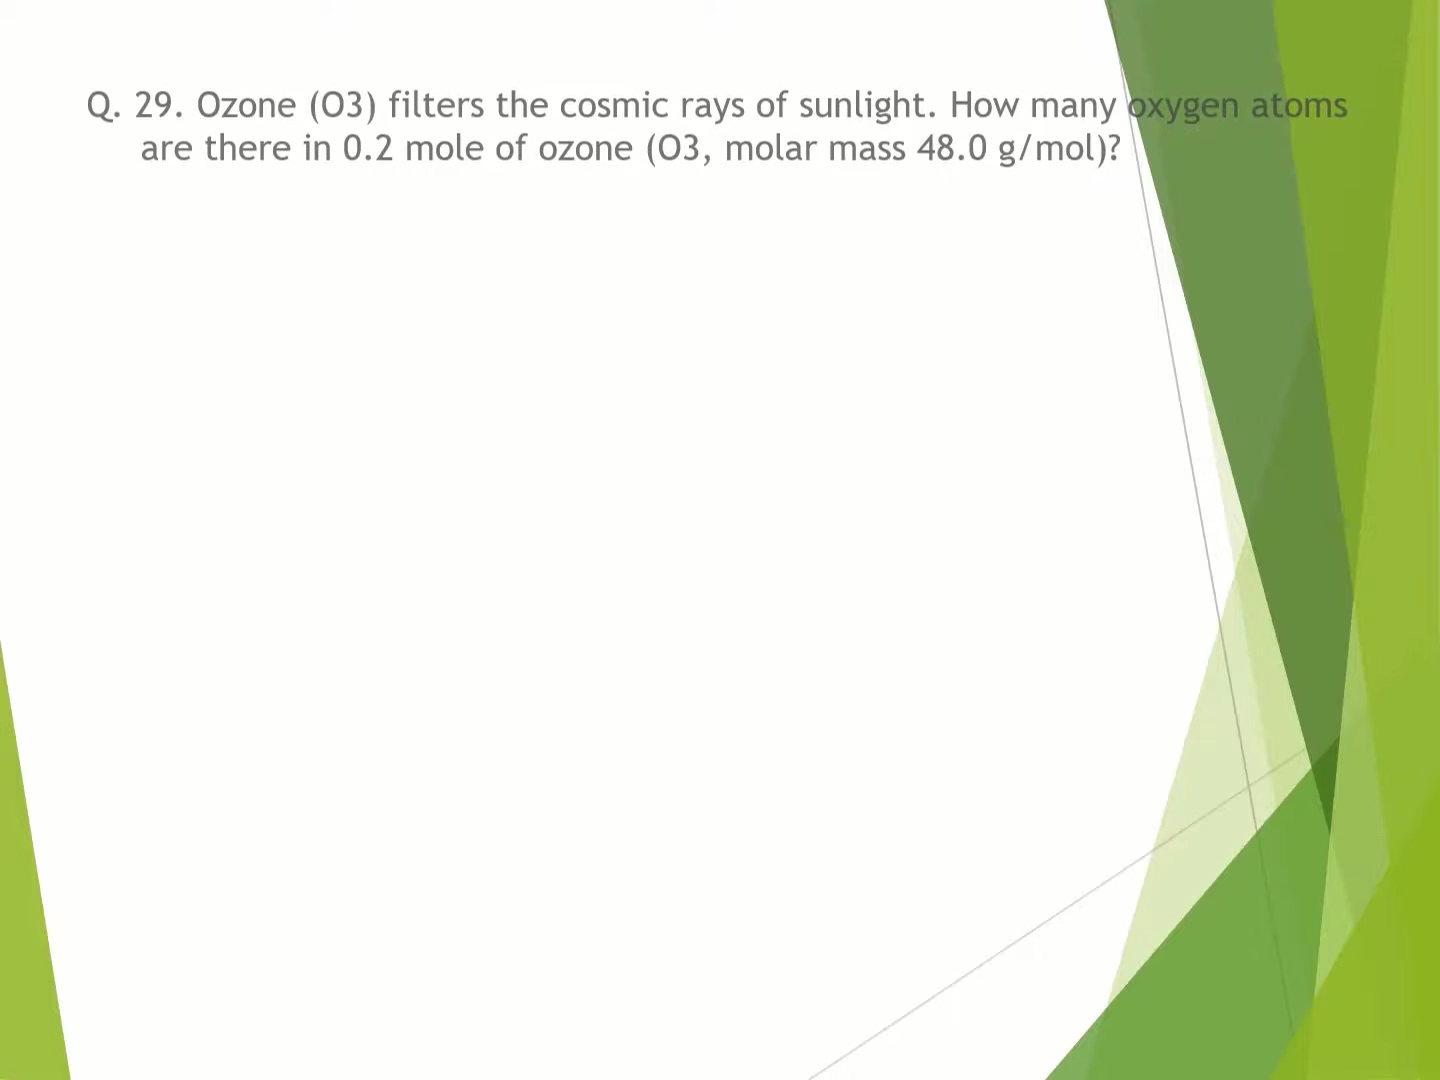 Q. 29. Ozone (O3) filters the cosmic rays of sunlight. How many oxygen atoms
are there in 0.2 mole of ozone (O3, molar mass 48.0 g/mol)?